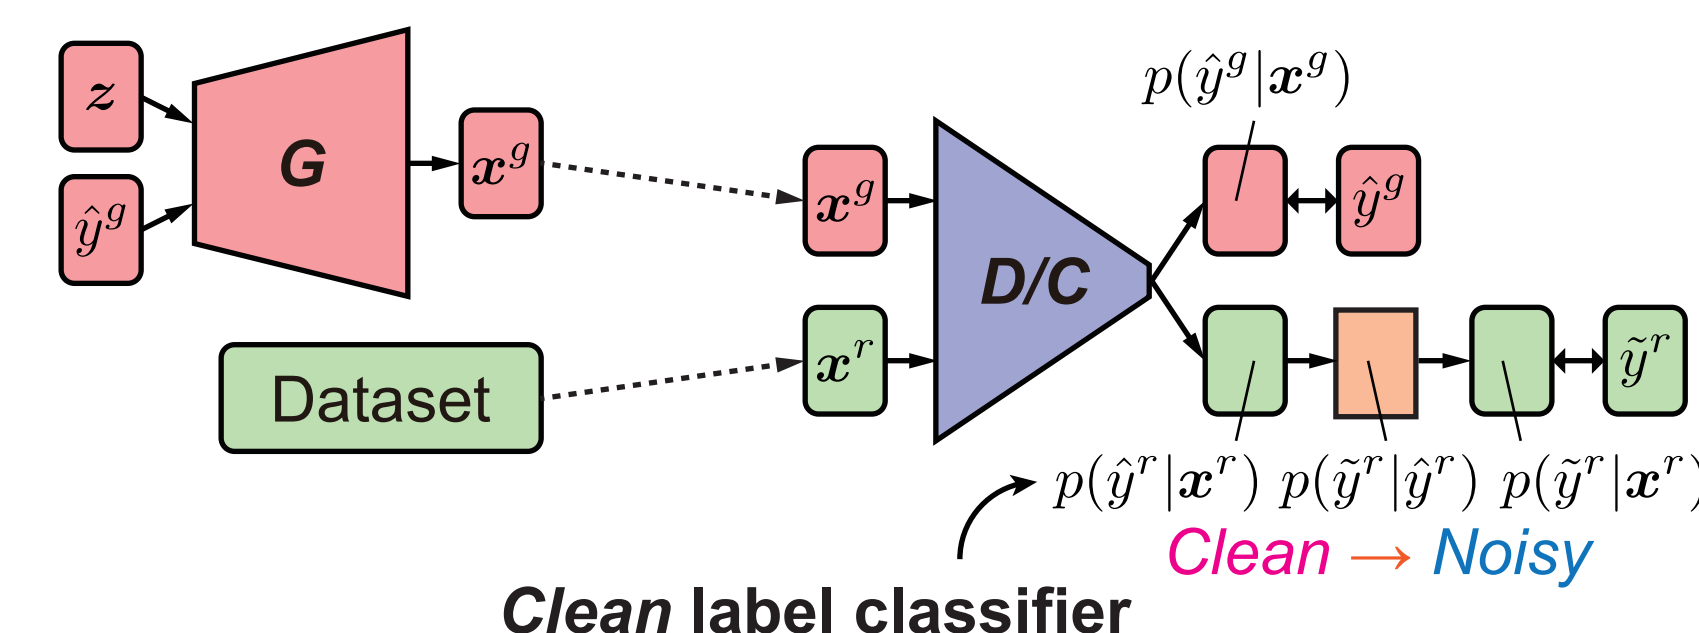 p(ŷ^g|x^g)
z
G
x^g
x^g
ŷ^g
ŷ^g
D/C
Dataset
x^r
ỹ^r
p(ŷ^r|x^r) p(ỹ^r|ŷ^r) p(ỹ^r|x^r)
Clean → Noisy
Clean label classifier